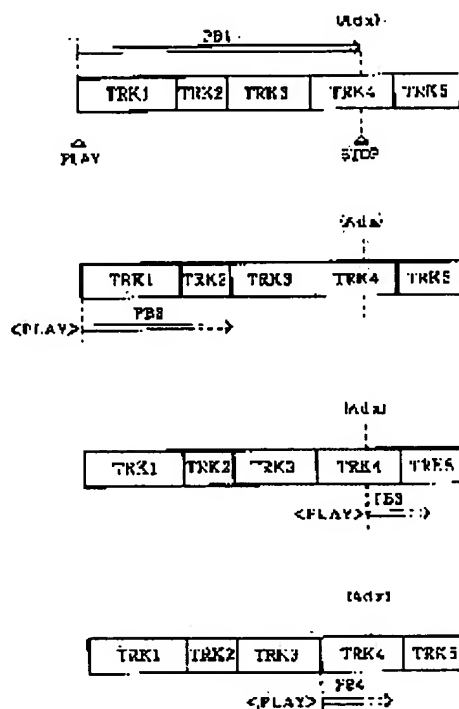 PB1 (Adx)
TRK1 TRK2 TRK3 TRK4 TRK5
PLAY STOP
(Adx)
TRK1 TRK2 TRK3 TRK4 TRK5
<PLAY> PB2
(Adx)
TRK1 TRK2 TRK3 TRK4 TRK5
<PLAY> PB3
(Adx)
TRK1 TRK2 TRK3 TRK4 TRK5
<PLAY> PB4